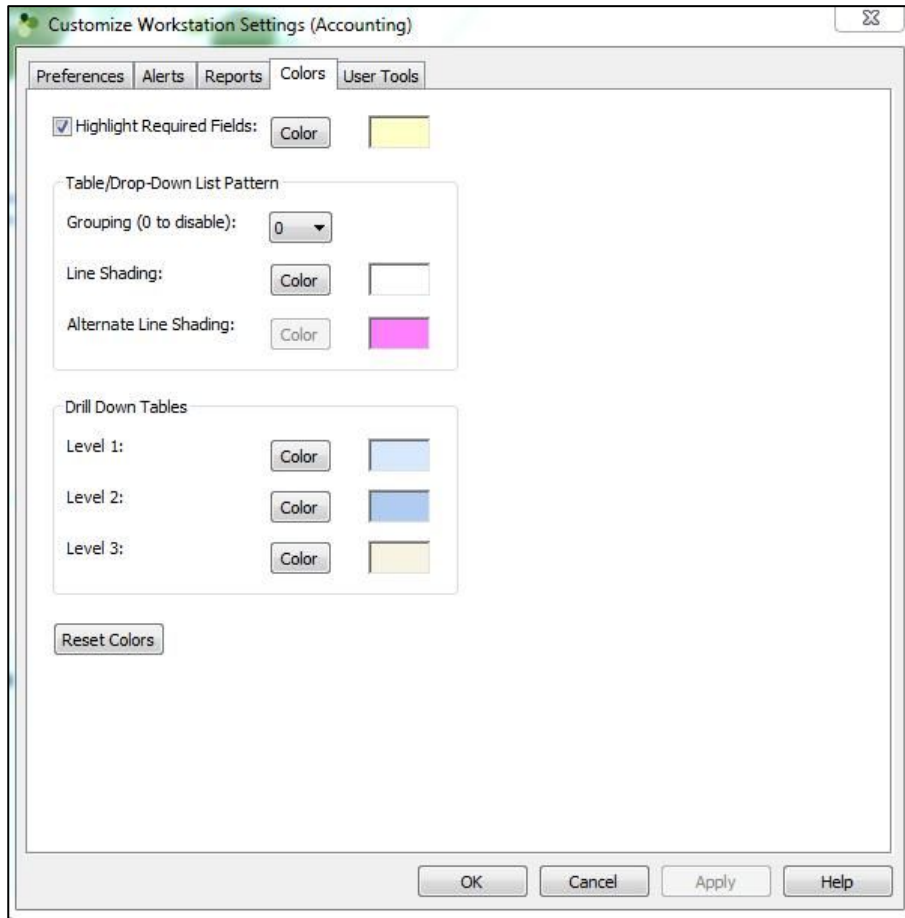 Customize Workstation Settings (Accounting)
Preferences Alerts Reports Colors User Tools
Highlight Required Fields: Color
Table/Drop-Down List Pattern
Grouping (0 to disable): 0
Line Shading: Color
Alternate Line Shading: Color
Drill Down Tables
Level 1: Color
Level 2: Color
Level 3: Color
Reset Colors
OK Cancel Apply Help